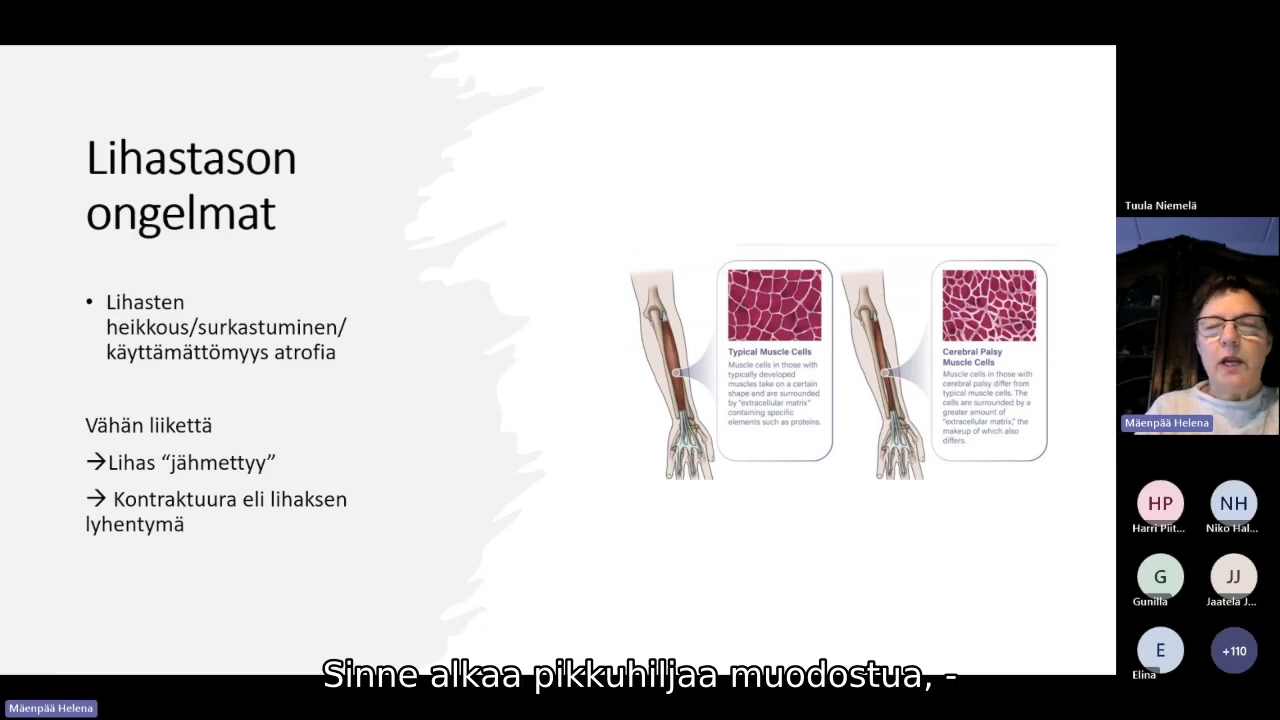 Lihastason
ongelmat
• Lihasten
heikkous/surkastuminen/
käyttämättömyys atrofia
Vähän liikettä
→Lihas “jähmettyy”
→ Kontraktuura eli lihaksen
lyhentymä
Typical Muscle Cells
Muscle cells in those with
typically developed
muscles take on a certain
shape and are surrounded
by "extracellular matrix"
containing specific
elements such as proteins.
Cerebral Palsy
Muscle Cells
Muscle cells in those with
cerebral palsy differ from
typical muscle cells. The
cells are surrounded by a
greater amount of
"extracellular matrix," the
makeup of which also
differs.
Tuula Niemelä
Mäenpää Helena
HP
Harri Piit...
NH
Niko Hal...
G
Gunilla
JJ
Jaatela J...
E
Elina
+110
Sinne alkaa pikkuhiljaa muodostua, -
Mäenpää Helena